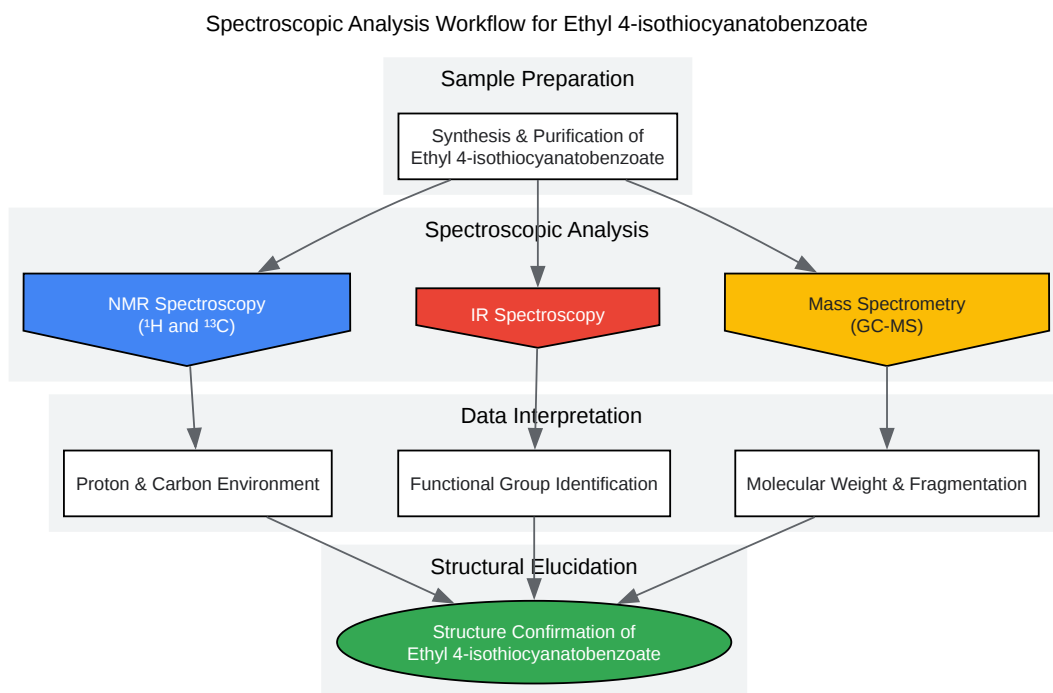 Spectroscopic Analysis Workflow for Ethyl 4-isothiocyanatobenzoate
Sample Preparation
Synthesis & Purification of
Ethyl 4-isothiocyanatobenzoate
Spectroscopic Analysis
NMR Spectroscopy
(¹H and ¹³C)
IR Spectroscopy
Mass Spectrometry
(GC-MS)
Data Interpretation
Proton & Carbon Environment
Functional Group Identification
Molecular Weight & Fragmentation
Structural Elucidation
Structure Confirmation of
Ethyl 4-isothiocyanatobenzoate